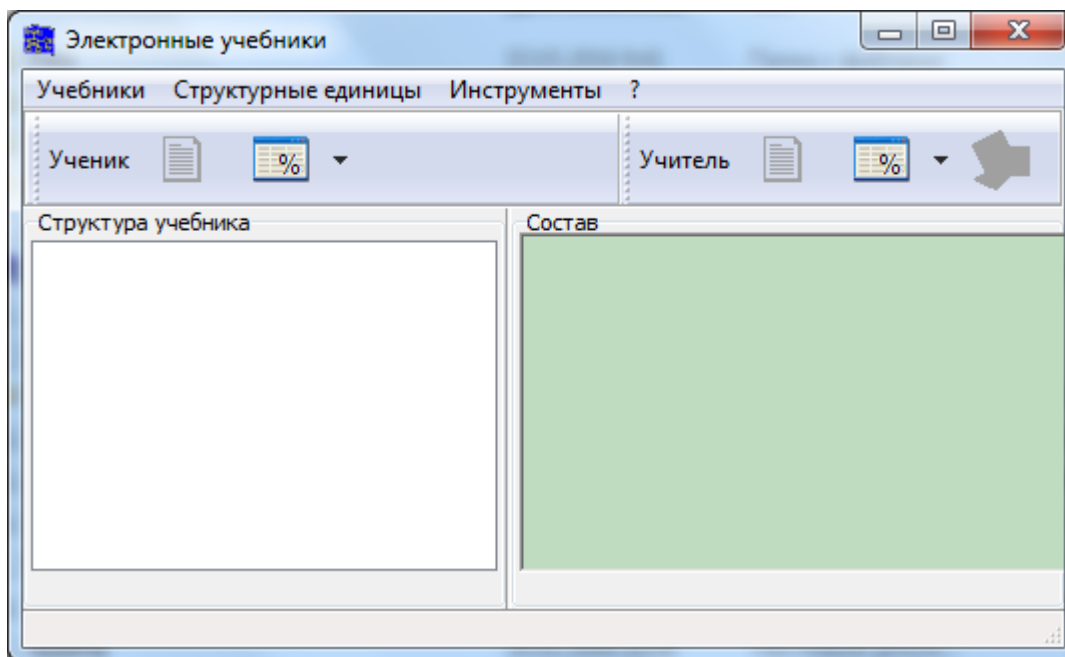 Электронные учебники
Учебники Структурные единицы Инструменты ?
Ученик % Учитель %
Структура учебника Состав